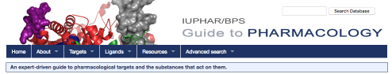 Search Database
IUPHAR/BPS
Guide to PHARMACOLOGY
Home About Targets Ligands Resources Advanced search
An expert-driven guide to pharmacological targets and the substances that act on them.